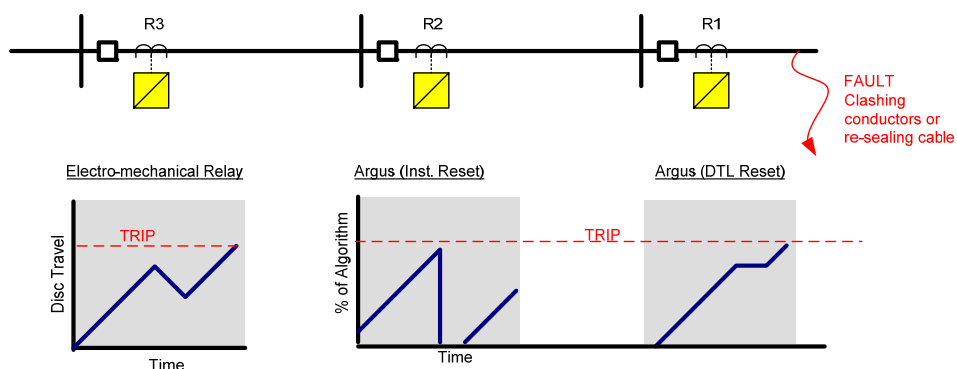 R3
R2
R1
FAULT
Clashing
conductors or
re-sealing cable
Electro-mechanical Relay
Argus (Inst. Reset)
Argus (DTL Reset)
TRIP
TRIP
Disc Travel
% of Algorithm
Time
Time